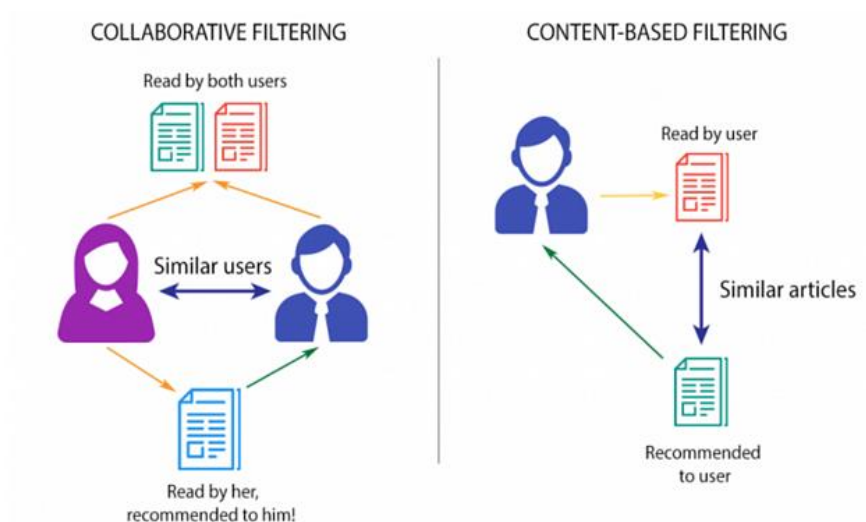 COLLABORATIVE FILTERING
Read by both users
Similar users
Read by her,
recommended to him!
CONTENT-BASED FILTERING
Read by user
Similar articles
Recommended
to user